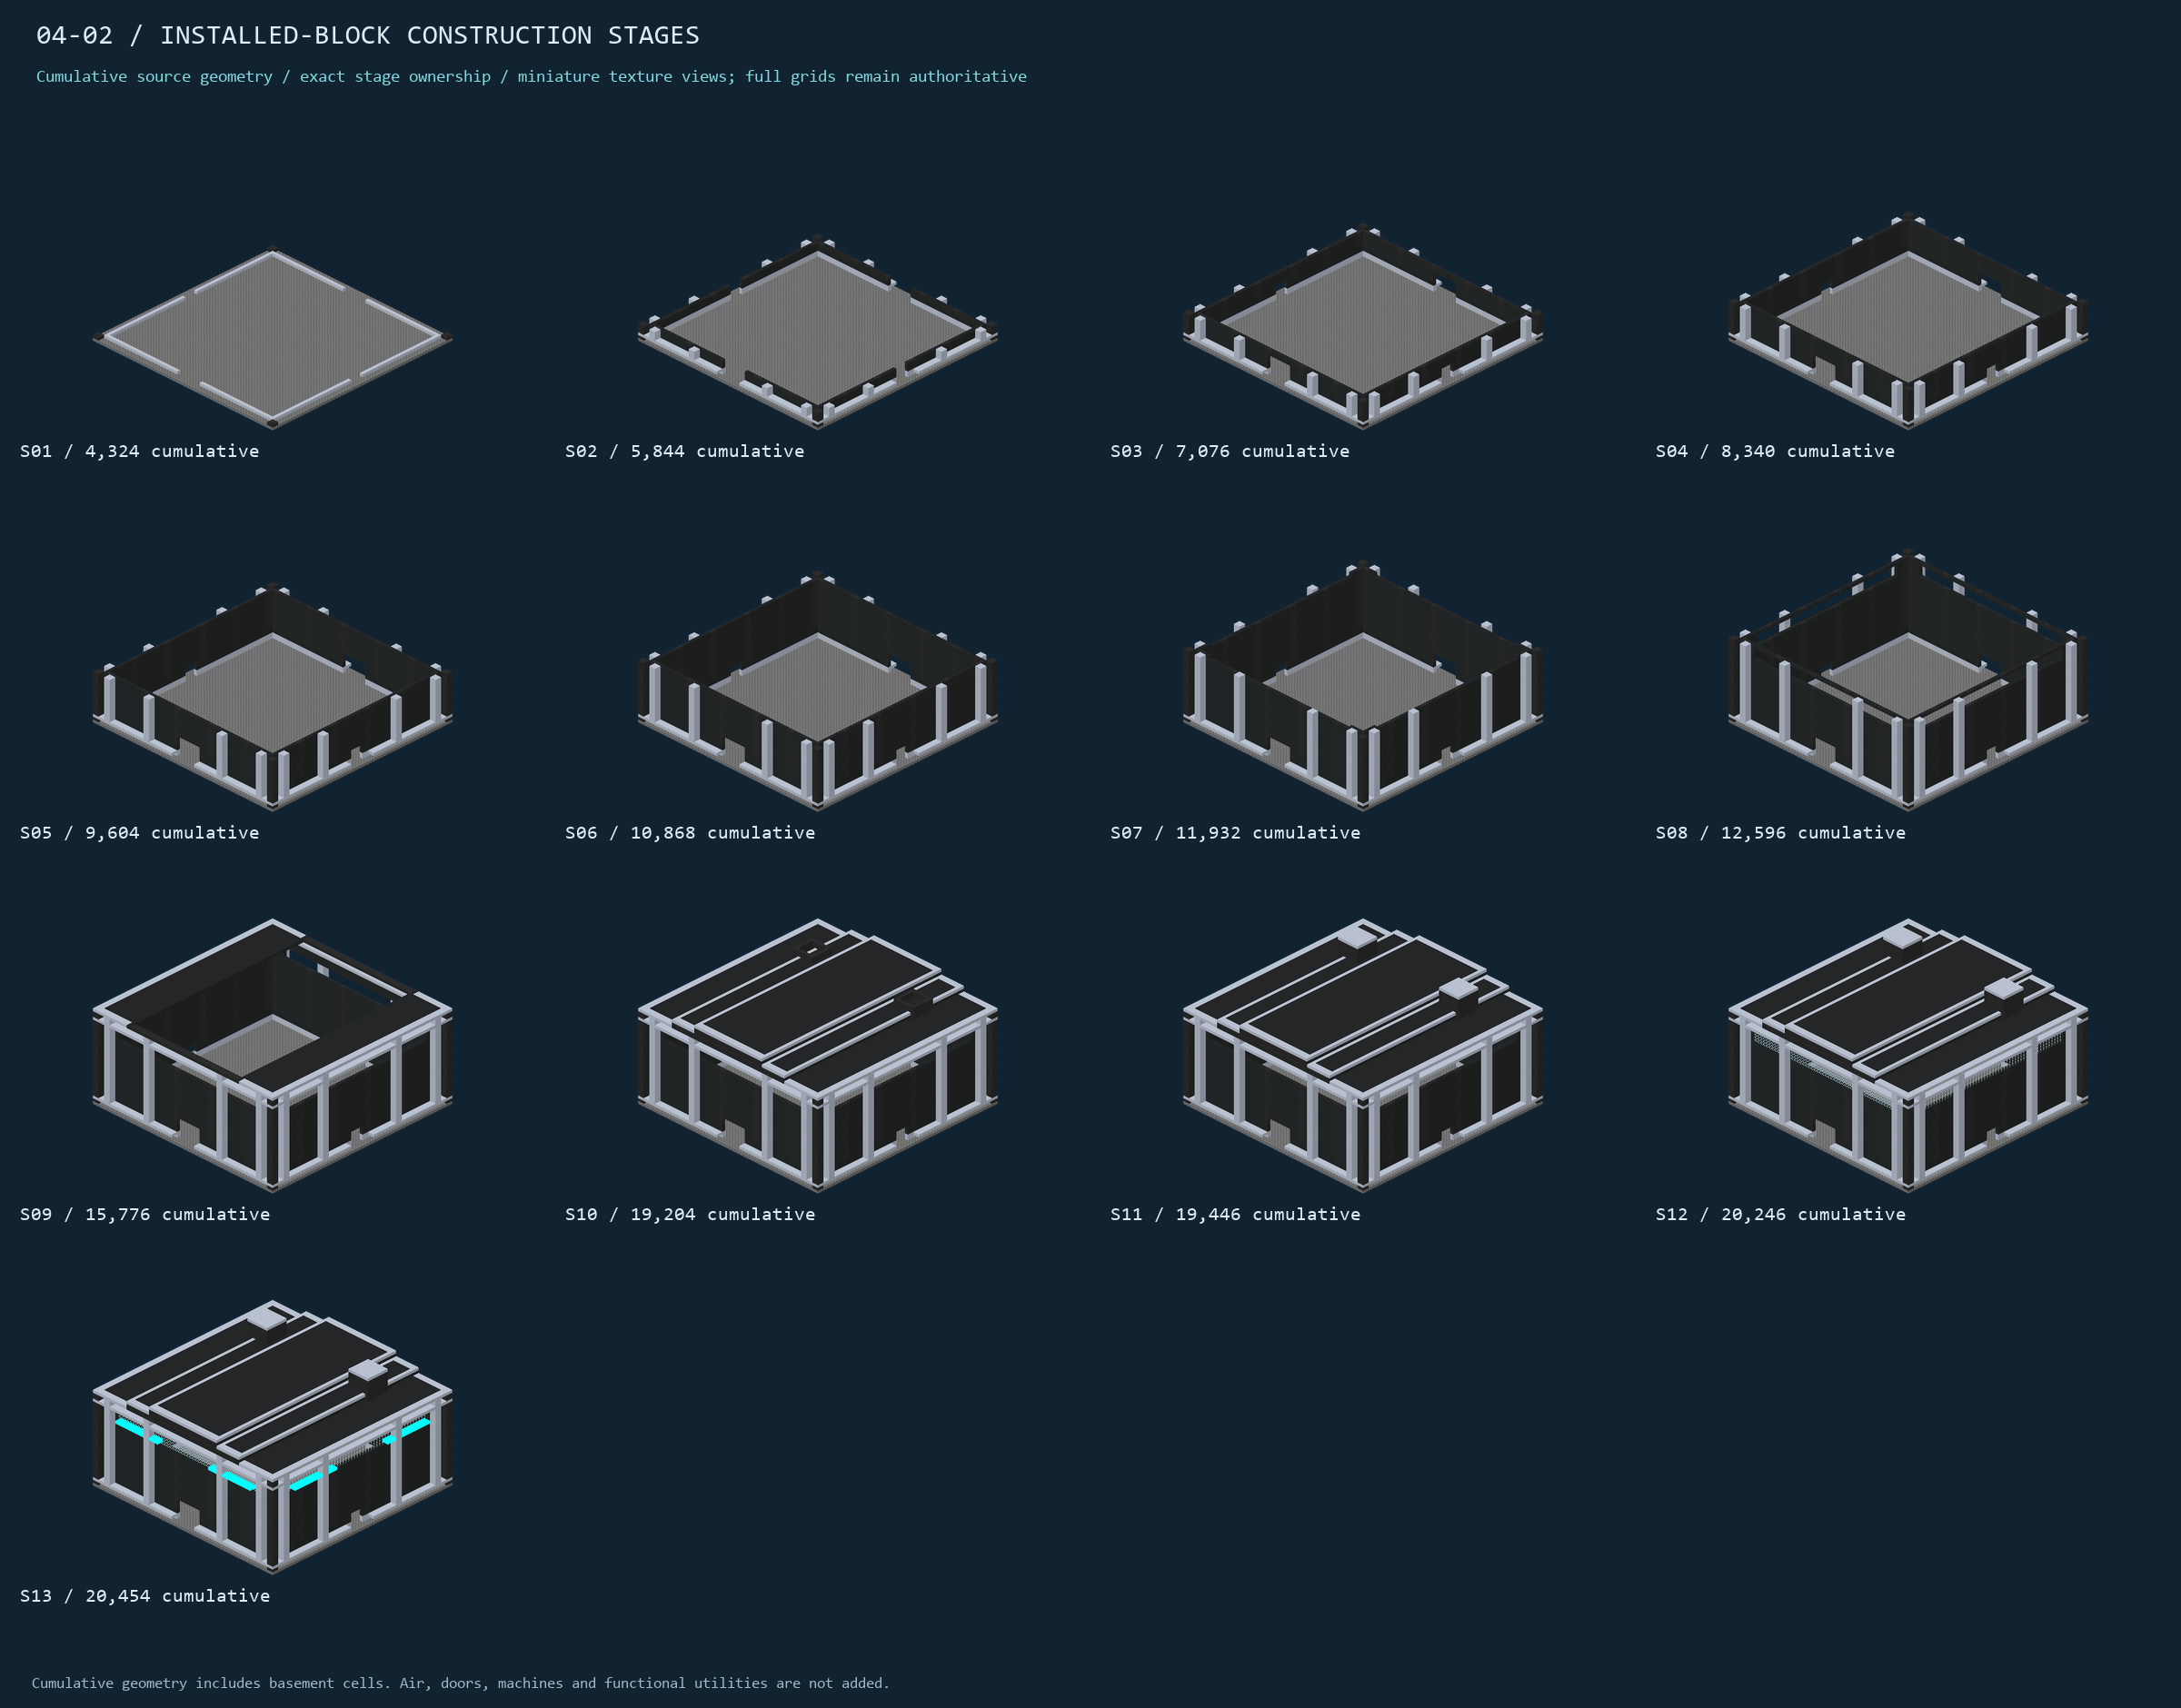 04-02 / INSTALLED-BLOCK CONSTRUCTION STAGES
Cumulative source geometry / exact stage ownership / miniature texture views; full grids remain authoritative
S01 / 4,324 cumulative
S02 / 5,844 cumulative
S03 / 7,076 cumulative
S04 / 8,340 cumulative
S05 / 9,604 cumulative
S06 / 10,868 cumulative
S07 / 11,932 cumulative
S08 / 12,596 cumulative
S09 / 15,776 cumulative
S10 / 19,204 cumulative
S11 / 19,446 cumulative
S12 / 20,246 cumulative
S13 / 20,454 cumulative
Cumulative geometry includes basement cells. Air, doors, machines and functional utilities are not added.